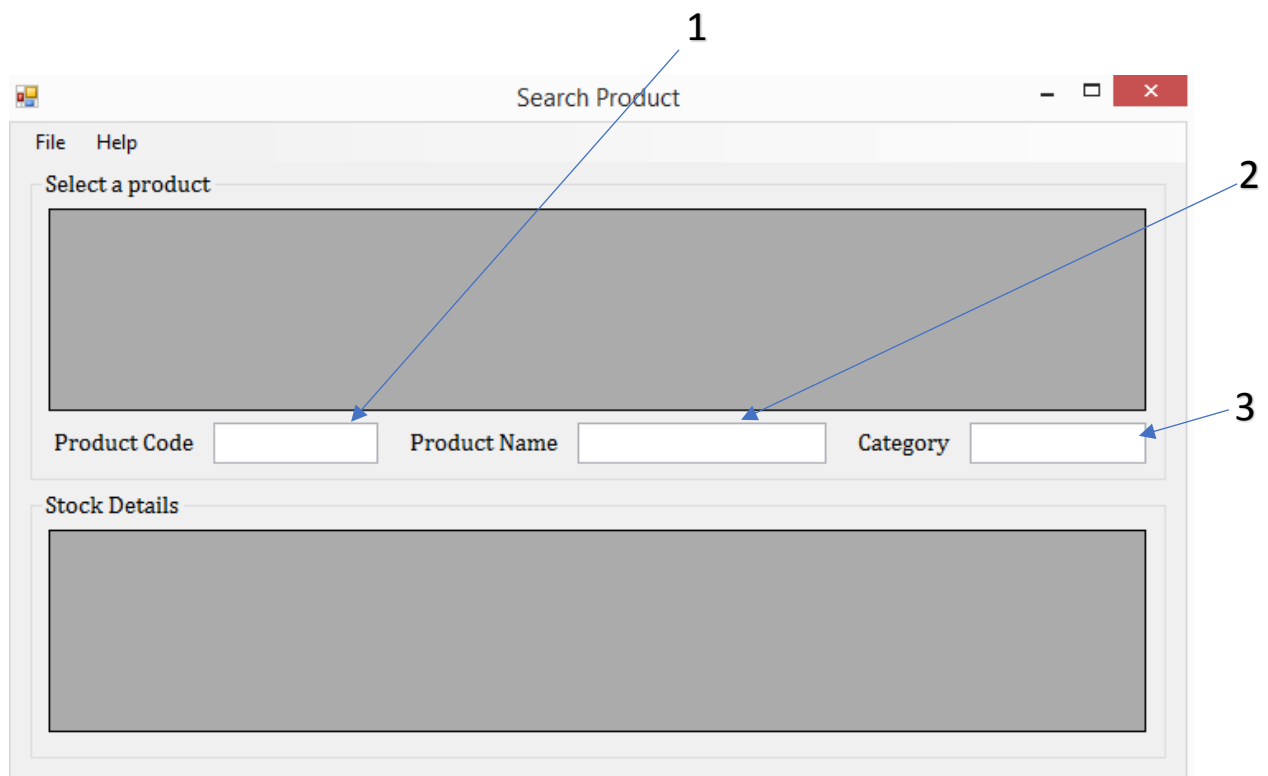 1
Search Product
File Help
Select a product
2
3
Product Code Product Name Category
Stock Details